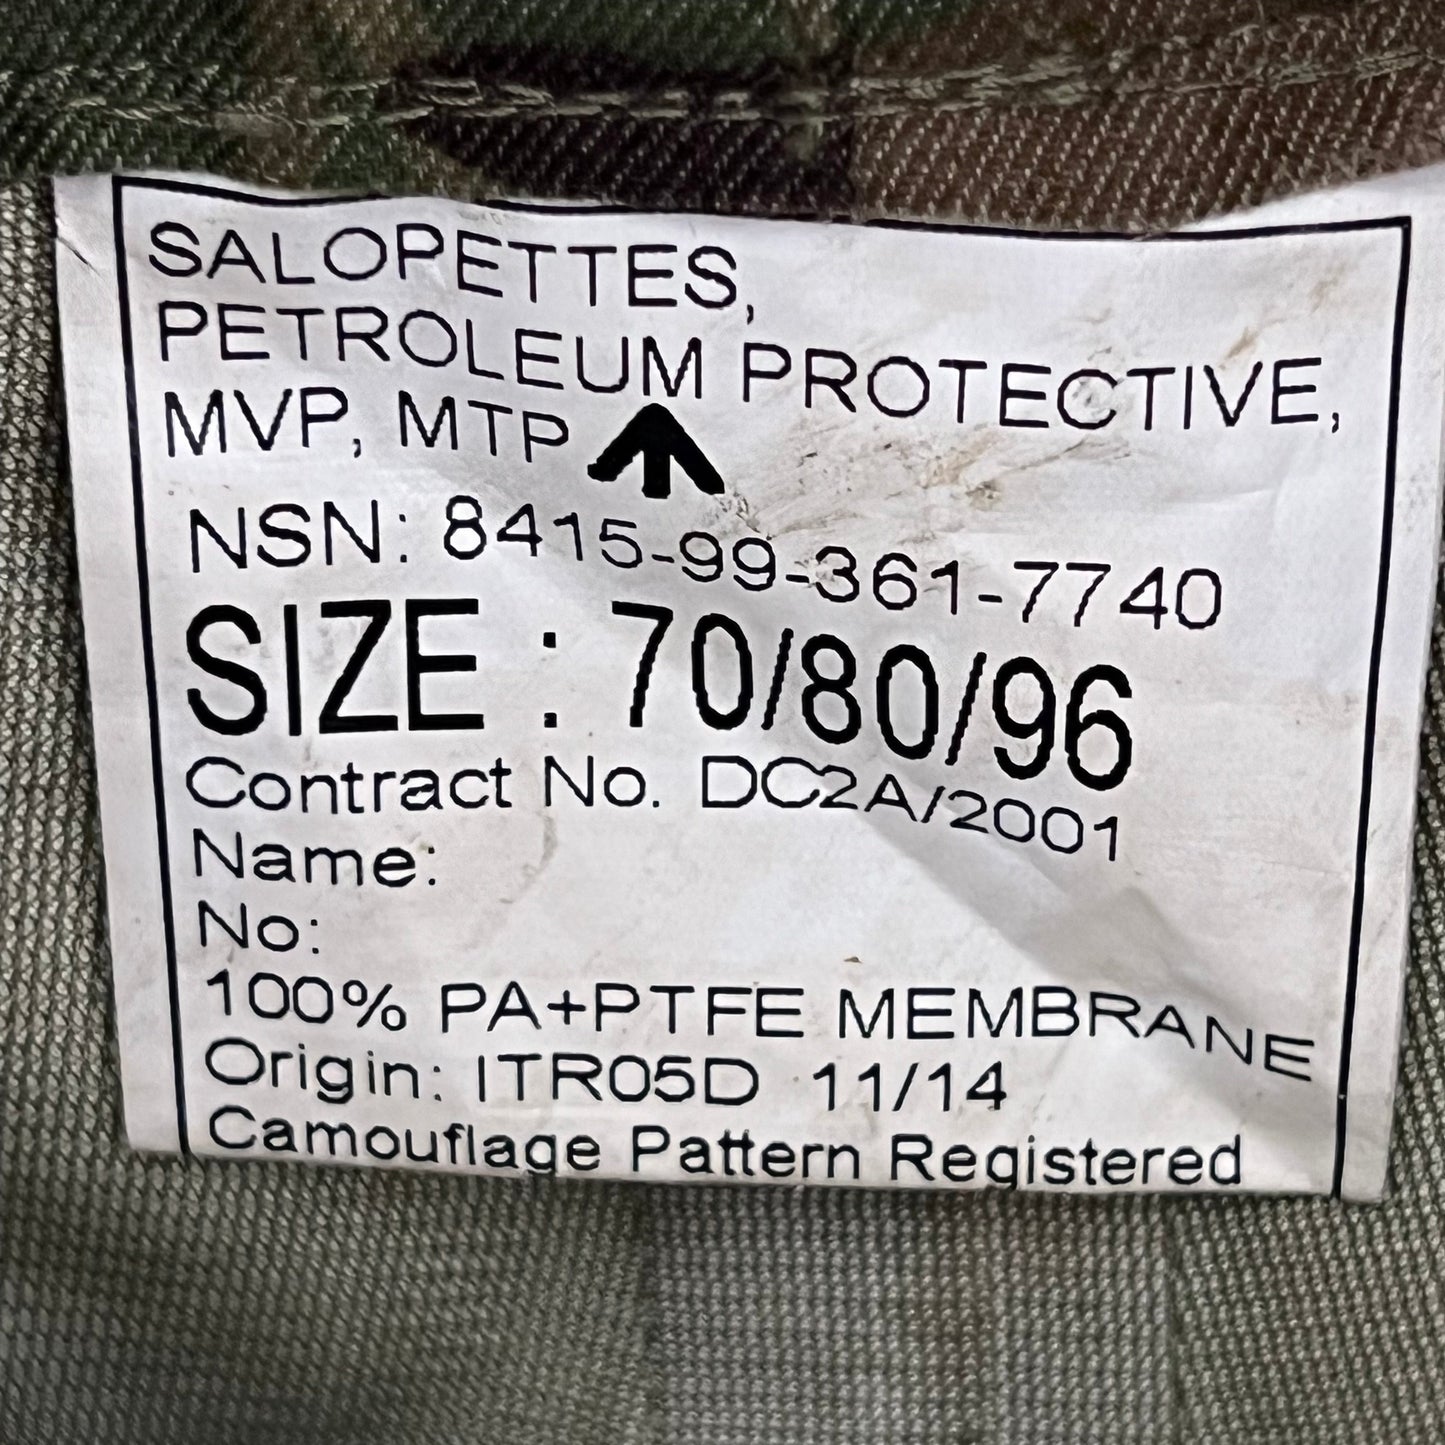 SALOPETTES,
PETROLEUM PROTECTIVE,
MVP, MTP
NSN: 8415-99-361-7740
SIZE : 70/80/96
Contract No. DC2A/2001
Name:
No:
100% PA+PTFE MEMBRANE
Origin: ITR05D 11/14
Camouflage Pattern Registered